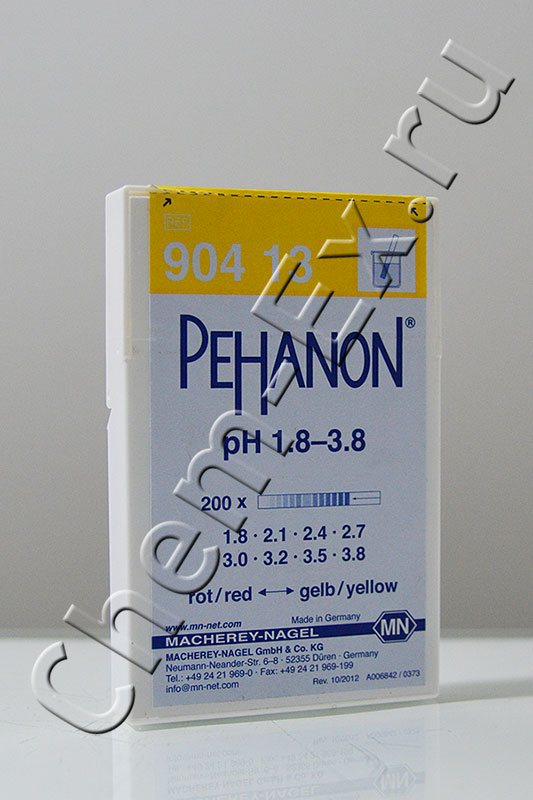 REF
904 13
PEHANON®
pH 1.8–3.8
200 x
1.8 · 2.1 · 2.4 · 2.7
3.0 · 3.2 · 3.5 · 3.8
rot/red ⟷ gelb/yellow
www.mn-net.com Made in Germany
MACHEREY-NAGEL MN
MACHEREY-NAGEL GmbH & Co. KG
Neumann-Neander-Str. 6–8 · 52355 Düren · Germany
Tel.: +49 24 21 969-0 · Fax: +49 24 21 969-199
info@mn-net.com Rev. 10/2012 A006842 / 0373
Chem-Ex.ru